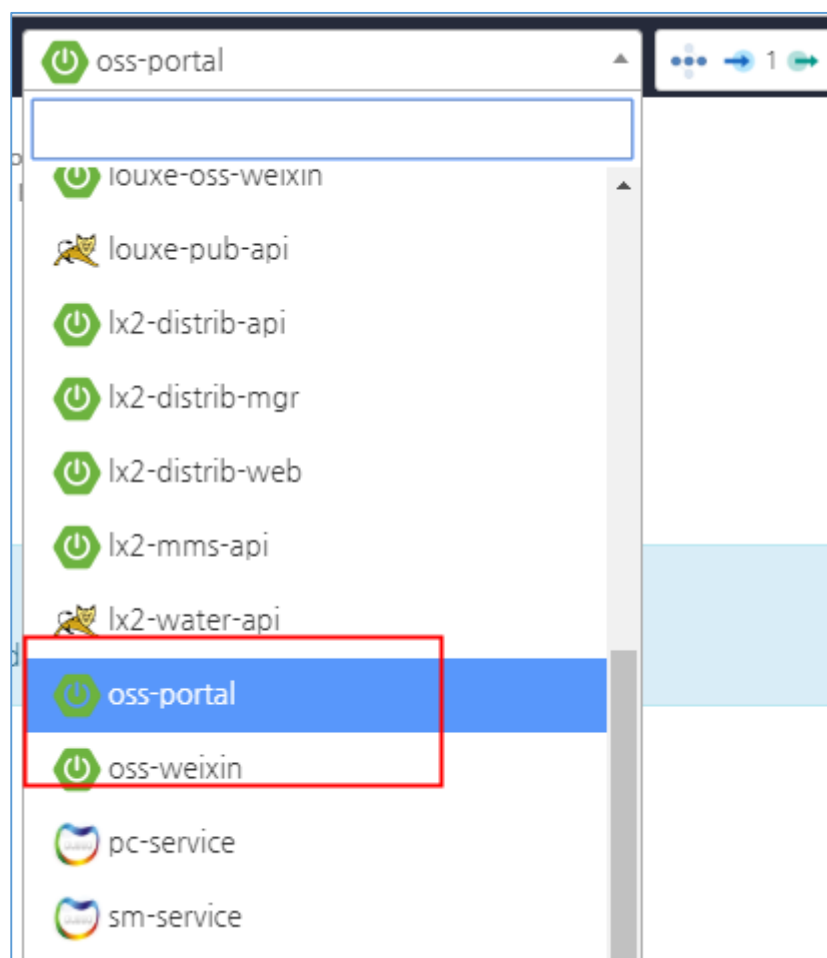 oss-portal
1
louxe-oss-weixin
louxe-pub-api
lx2-distrib-api
lx2-distrib-mgr
lx2-distrib-web
lx2-mms-api
lx2-water-api
oss-portal
oss-weixin
pc-service
sm-service